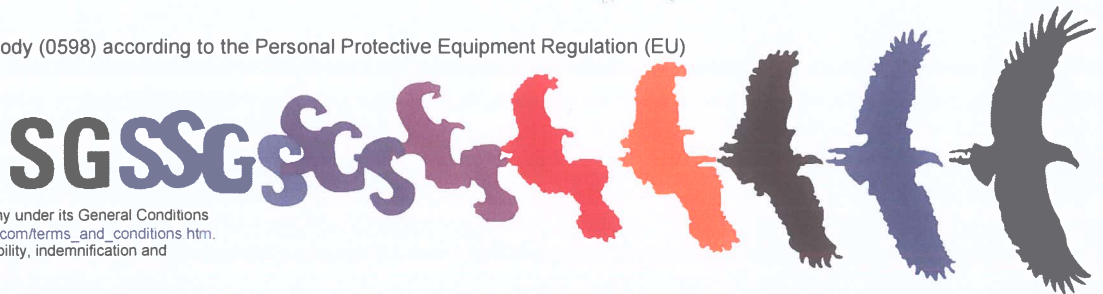 ody (0598) according to the Personal Protective Equipment Regulation (EU)
SGSSGSGS
ny under its General Conditions
com/terms_and_conditions htm.
bility, indemnification and